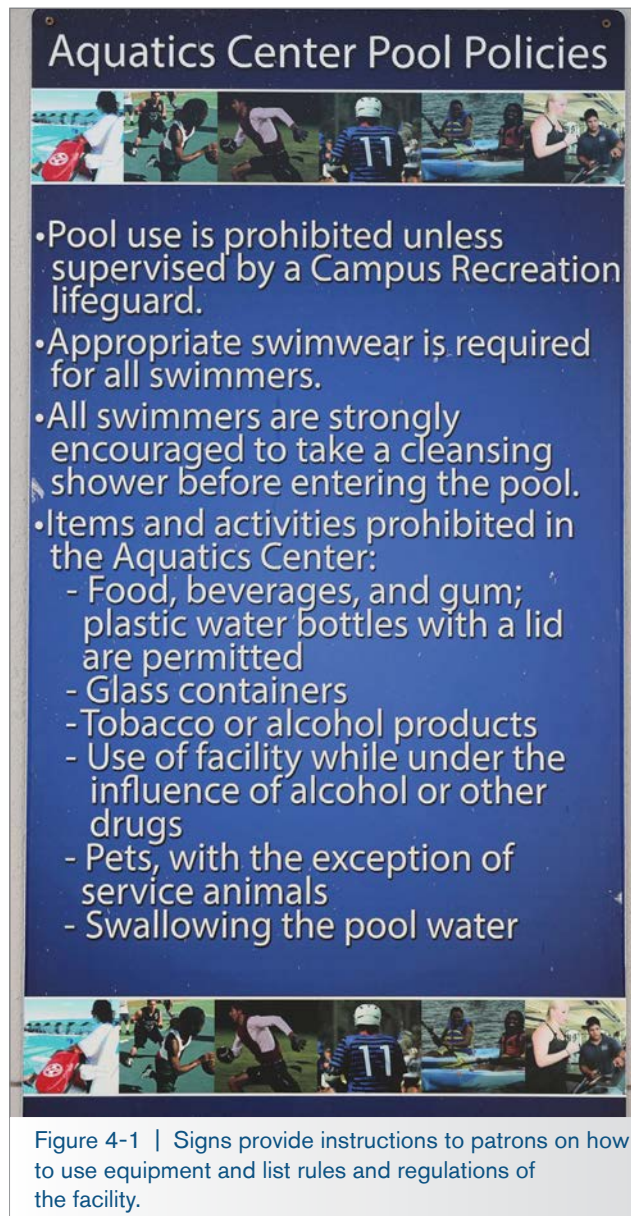 Aquatics Center Pool Policies
11
•Pool use is prohibited unless
supervised by a Campus Recreation
lifeguard.
•Appropriate swimwear is required
for all swimmers.
•All swimmers are strongly
encouraged to take a cleansing
shower before entering the pool.
•Items and activities prohibited in
the Aquatics Center:
- Food, beverages, and gum;
plastic water bottles with a lid
are permitted
- Glass containers
-Tobacco or alcohol products
- Use of facility while under the
influence of alcohol or other
drugs
- Pets, with the exception of
service animals
- Swallowing the pool water
11
Figure 4-1 | Signs provide instructions to patrons on how
to use equipment and list rules and regulations of
the facility.